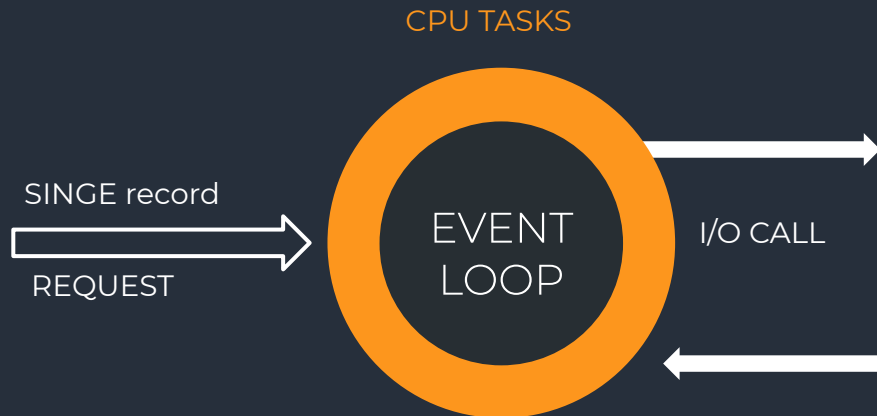 CPU TASKS
SINGE record
REQUEST
EVENT
LOOP
I/O CALL